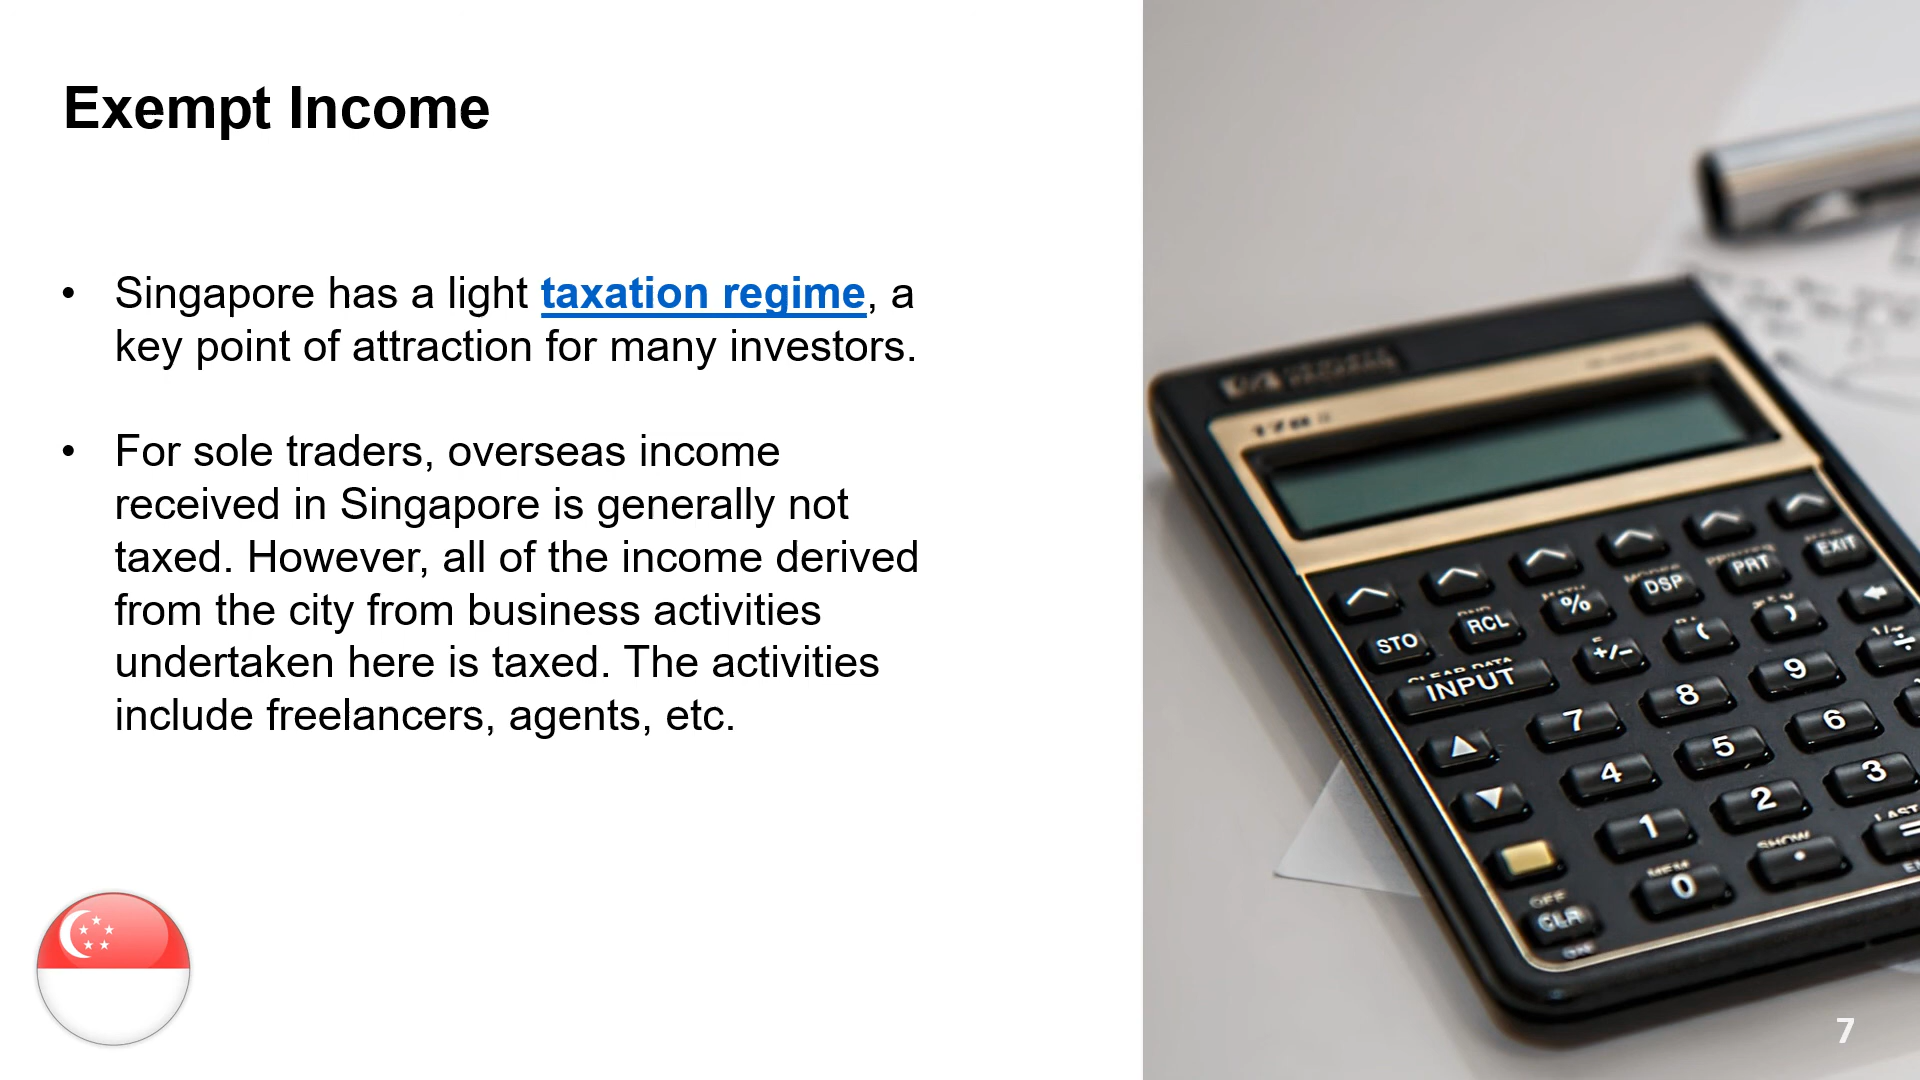 Exempt Income
• Singapore has a light taxation regime, a
key point of attraction for many investors.
• For sole traders, overseas income
received in Singapore is generally not
taxed. However, all of the income derived
from the city from business activities
undertaken here is taxed. The activities
include freelancers, agents, etc.
EXIT
PRT
DSP
%
RCL
STO
( )
+/−
÷
INPUT
7 8 9
4 5 6
1 2 3
SHOW
0 .
OFF
CLR
7